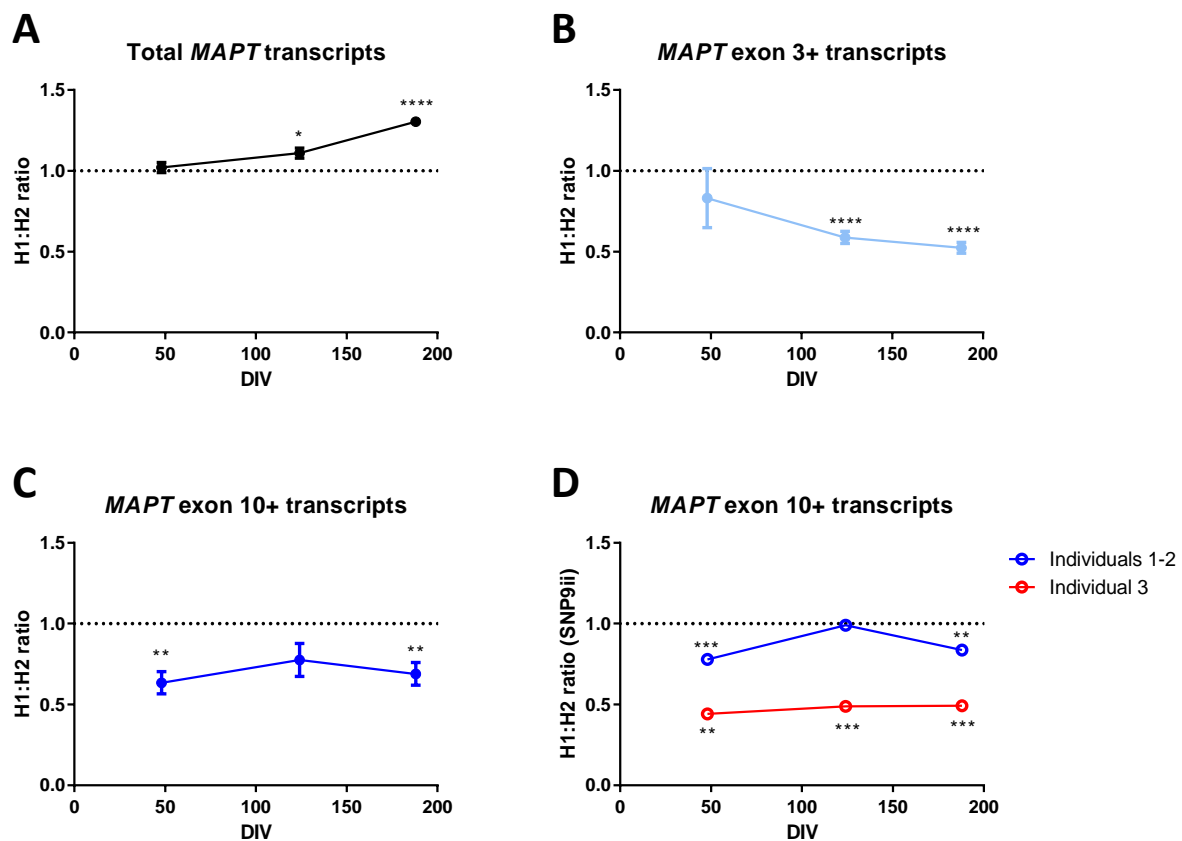 A
Total MAPT transcripts
1.5
1.0
0.5
0.0
H1:H2 ratio
*
****
0
50
100
150
200
DIV
B
MAPT exon 3+ transcripts
1.5
1.0
0.5
0.0
H1:H2 ratio
****
****
0
50
100
150
200
DIV
C
MAPT exon 10+ transcripts
1.5
1.0
0.5
0.0
H1:H2 ratio
**
**
0
50
100
150
200
DIV
D
MAPT exon 10+ transcripts
1.5
1.0
0.5
0.0
H1:H2 ratio (SNP9ii)
***
**
**
***
***
0
50
100
150
200
DIV
Individuals 1-2
Individual 3